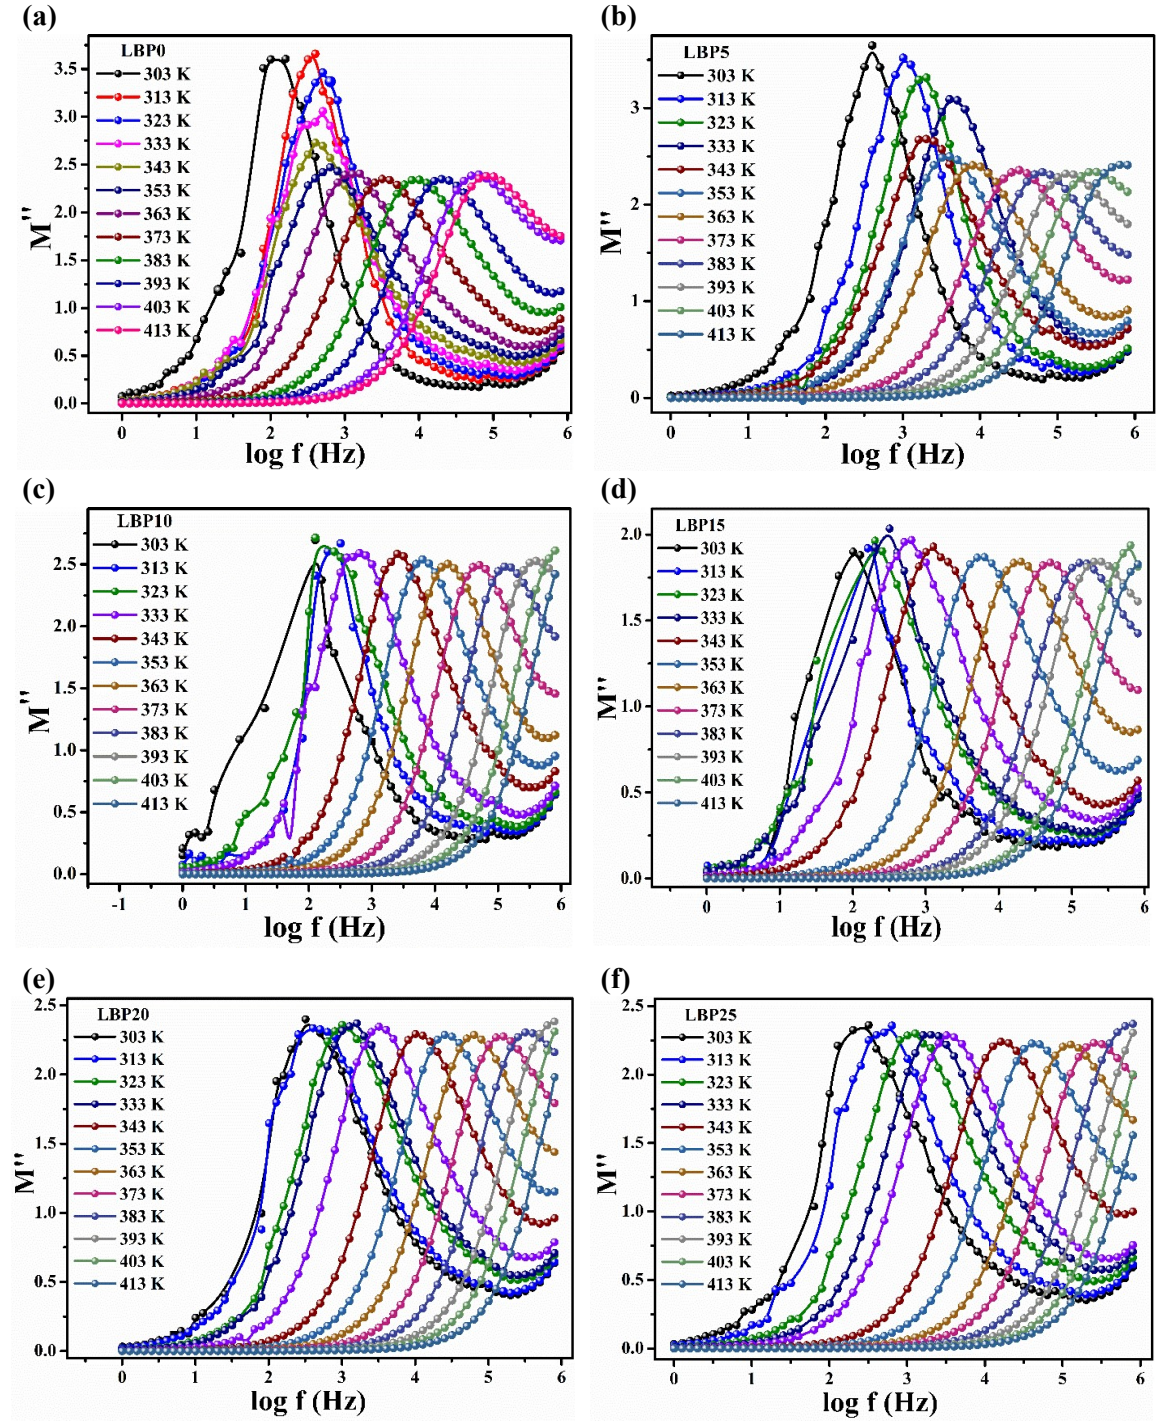 (a)
LBP0
303 K
313 K
323 K
333 K
343 K
353 K
363 K
373 K
383 K
393 K
403 K
413 K
3.5
3.0
2.5
2.0
1.5
1.0
0.5
0.0
M''
0 1 2 3 4 5 6
log f (Hz)
(b)
LBP5
303 K
313 K
323 K
333 K
343 K
353 K
363 K
373 K
383 K
393 K
403 K
413 K
3
2
1
0
M''
0 1 2 3 4 5 6
log f (Hz)
(c)
LBP10
303 K
313 K
323 K
333 K
343 K
353 K
363 K
373 K
383 K
393 K
403 K
413 K
2.5
2.0
1.5
1.0
0.5
0.0
M''
-1 0 1 2 3 4 5 6
log f (Hz)
(d)
LBP15
303 K
313 K
323 K
333 K
343 K
353 K
363 K
373 K
383 K
393 K
403 K
413 K
2.0
1.5
1.0
0.5
0.0
M''
0 1 2 3 4 5 6
log f (Hz)
(e)
LBP20
303 K
313 K
323 K
333 K
343 K
353 K
363 K
373 K
383 K
393 K
403 K
413 K
2.5
2.0
1.5
1.0
0.5
0.0
M''
0 1 2 3 4 5 6
log f (Hz)
(f)
LBP25
303 K
313 K
323 K
333 K
343 K
353 K
363 K
373 K
383 K
393 K
403 K
413 K
2.5
2.0
1.5
1.0
0.5
0.0
M''
0 1 2 3 4 5 6
log f (Hz)